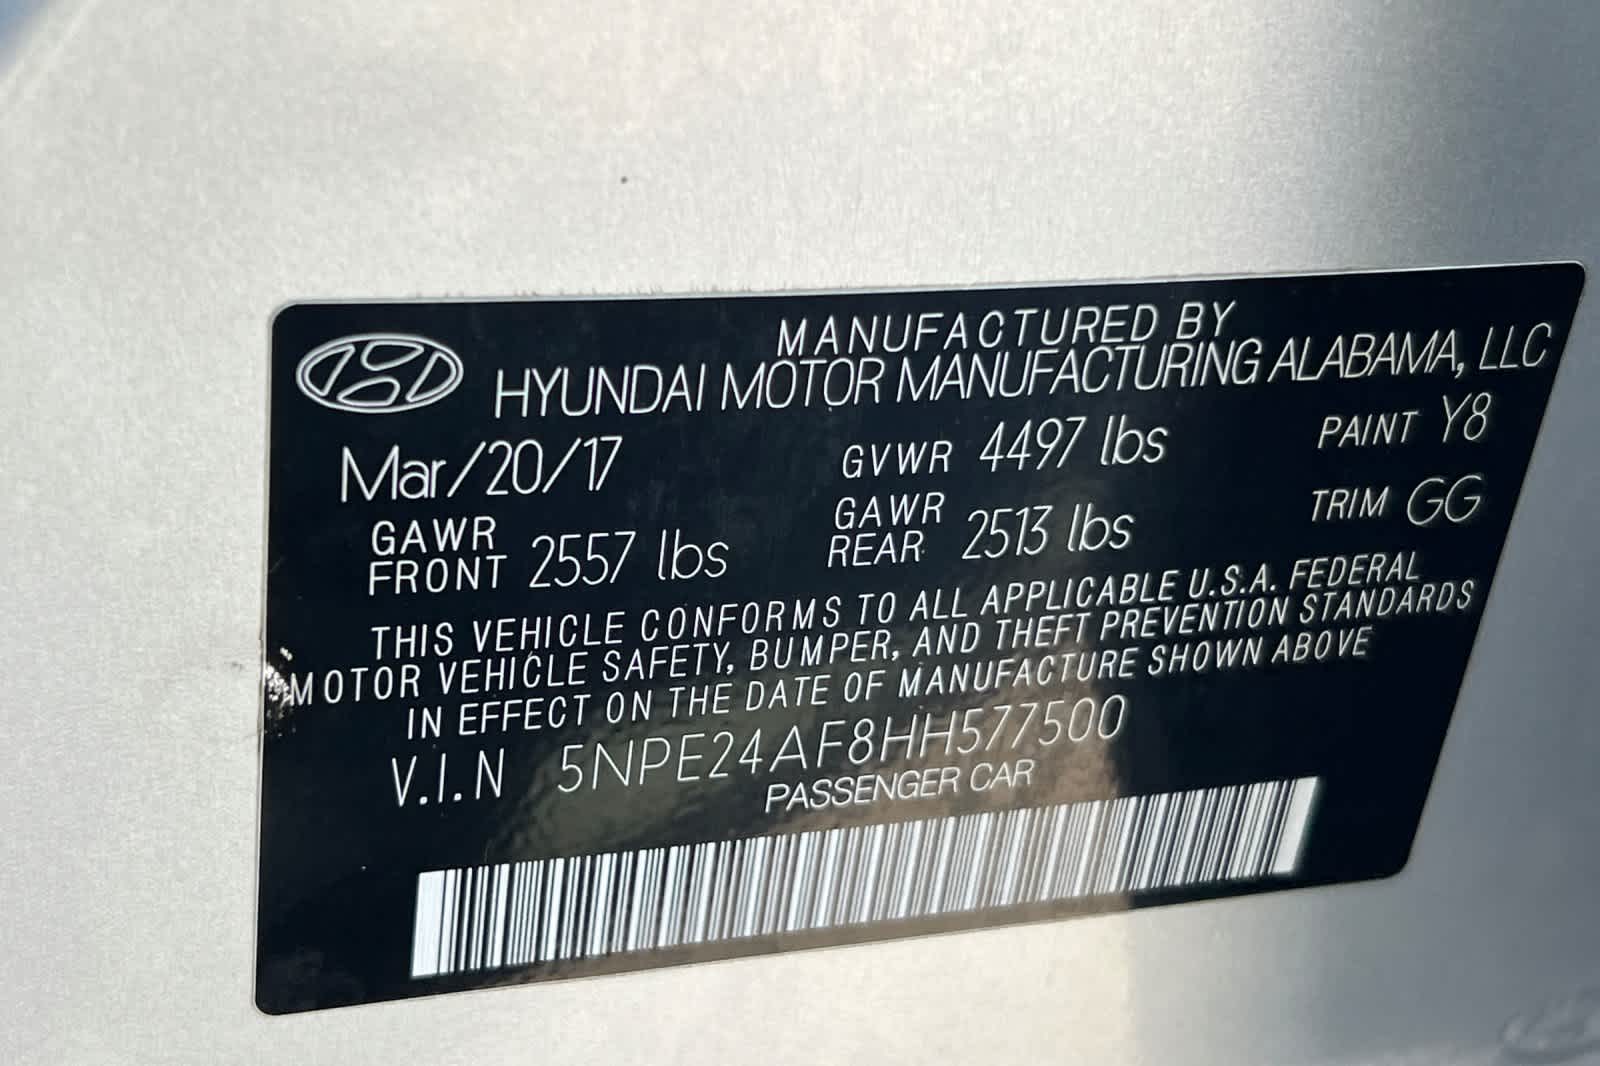 MANUFACTURED BY
HYUNDAI MOTOR MANUFACTURING ALABAMA, LLC
Mar/20/17 GVWR 4497 lbs PAINT Y8
GAWR FRONT 2557 lbs GAWR REAR 2513 lbs TRIM GG
THIS VEHICLE CONFORMS TO ALL APPLICABLE U.S.A. FEDERAL
MOTOR VEHICLE SAFETY, BUMPER, AND THEFT PREVENTION STANDARDS
IN EFFECT ON THE DATE OF MANUFACTURE SHOWN ABOVE
V.I.N 5NPE24AF8HH577500
PASSENGER CAR